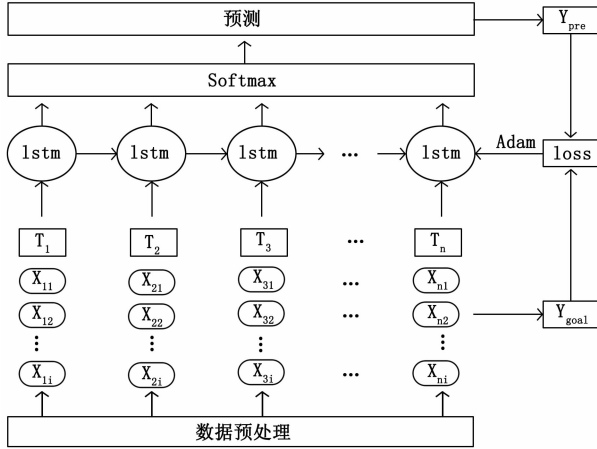 预测
Y_pre
Softmax
lstm lstm lstm ... lstm
Adam
loss
T_1 T_2 T_3 ... T_n
X_11 X_21 X_31 ... X_n1
X_12 X_22 X_32 ... X_n2
Y_goal
X_1i X_2i X_3i ... X_ni
数据预处理